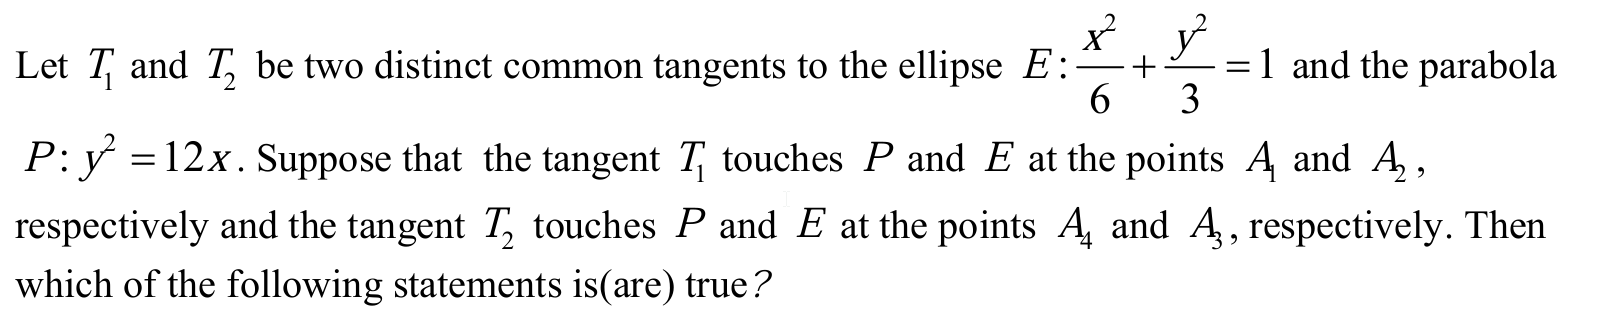 Let T₁ and T₂ be two distinct common tangents to the ellipse E: x²/6 + y²/3 = 1 and the parabola
P: y² = 12x. Suppose that the tangent T₁ touches P and E at the points A₁ and A₂,
respectively and the tangent T₂ touches P and E at the points A₄ and A₃, respectively. Then
which of the following statements is(are) true?